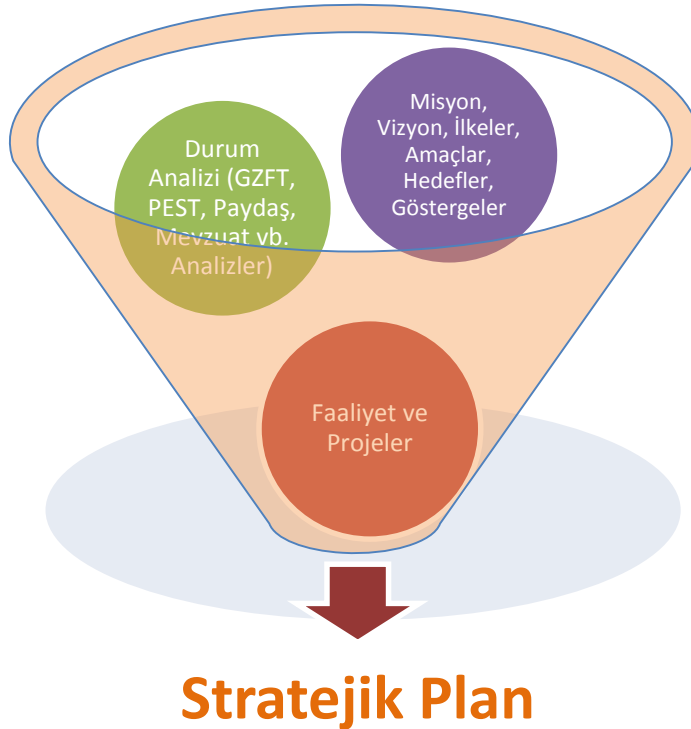 Durum
Analizi (GZFT,
PEST, Paydaş,
Mevzuat vb.
Analizler)
Misyon,
Vizyon, İlkeler,
Amaçlar,
Hedefler,
Göstergeler
Faaliyet ve
Projeler
Stratejik Plan